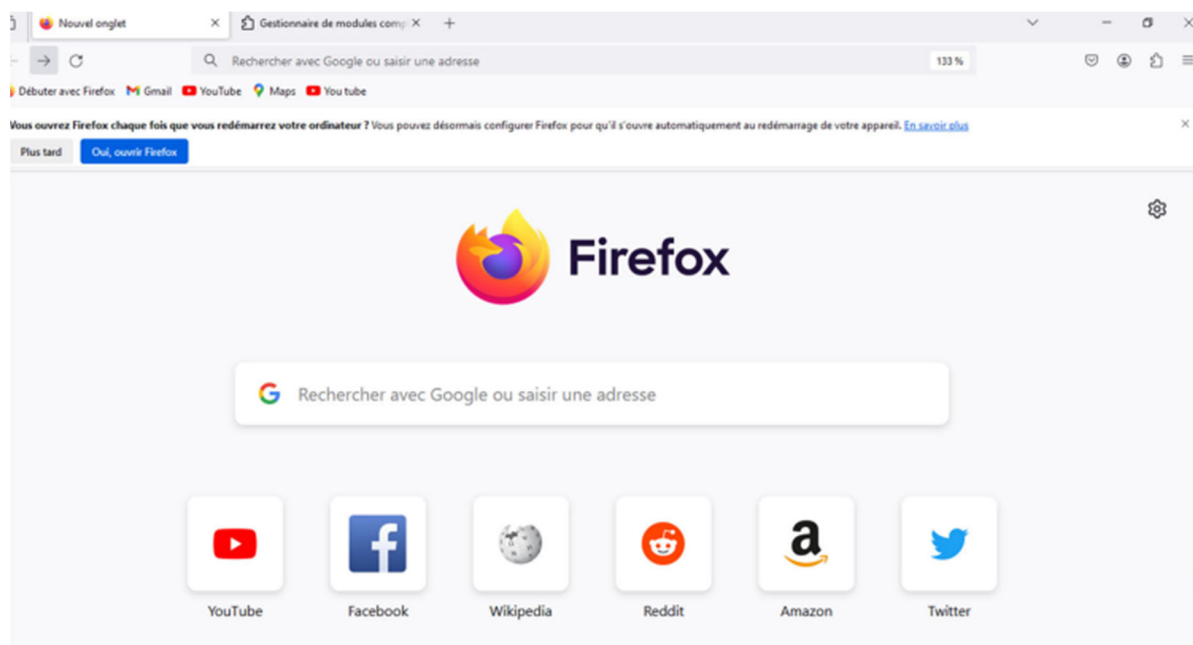 Nouvel onglet
Gestionnaire de modules comp
Rechercher avec Google ou saisir une adresse
133 %
Débuter avec Firefox
Gmail
YouTube
Maps
You tube
Vous ouvrez Firefox chaque fois que vous redémarrez votre ordinateur ? Vous pouvez désormais configurer Firefox pour qu'il s'ouvre automatiquement au redémarrage de votre appareil. En savoir plus
Plus tard
Oui, ouvrir Firefox
Firefox
Rechercher avec Google ou saisir une adresse
YouTube
Facebook
Wikipedia
Reddit
Amazon
Twitter